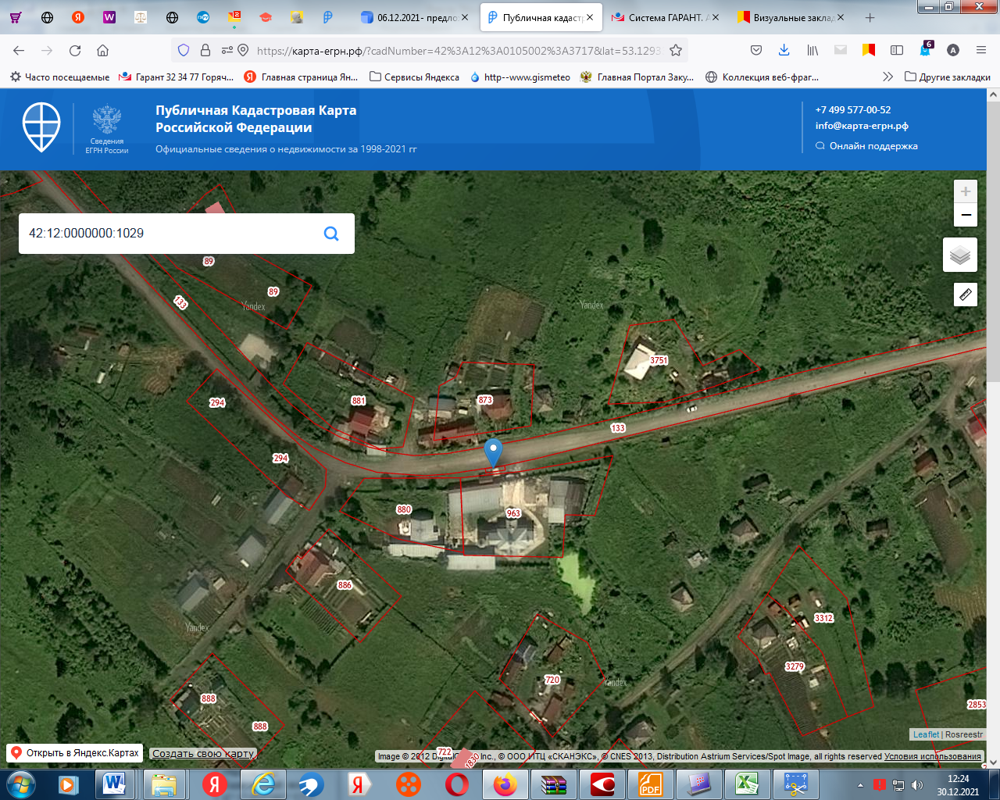 06.12.2021- предло:
Публичная кадастр
Система ГАРАНТ. А
Визуальные заклад
https://карта-егрн.рф/?cadNumber=42%3A12%3A0105002%3A3717&lat=53.1293
6
Часто посещаемые
Гарант 32 34 77 Горяч...
Главная страница Ян...
Сервисы Яндекса
http--www.gismeteo
Главная Портал Заку...
Коллекция веб-фраг...
Другие закладки
Сведения
ЕГРН России
Публичная Кадастровая Карта
Российской Федерации
Официальные сведения о недвижимости за 1998-2021 гг
+7 499 577-00-52
info@карта-егрн.рф
Онлайн поддержка
+
−
42:12:0000000:1029
89
89
133
Yandex
Yandex
3751
294
881
873
133
294
880
963
886
Yandex
3312
3279
720
Yandex
888
888
2853
722
1830
Leaflet | Rosreestr
Открыть в Яндекс.Картах
Создать свою карту
Image © 2012 DigitalG Inc., © ООО ИТЦ «СКАНЭКС», © CNES 2013, Distribution Astrium Services/Spot Image, all rights reserved Условия использования
12:24
30.12.2021